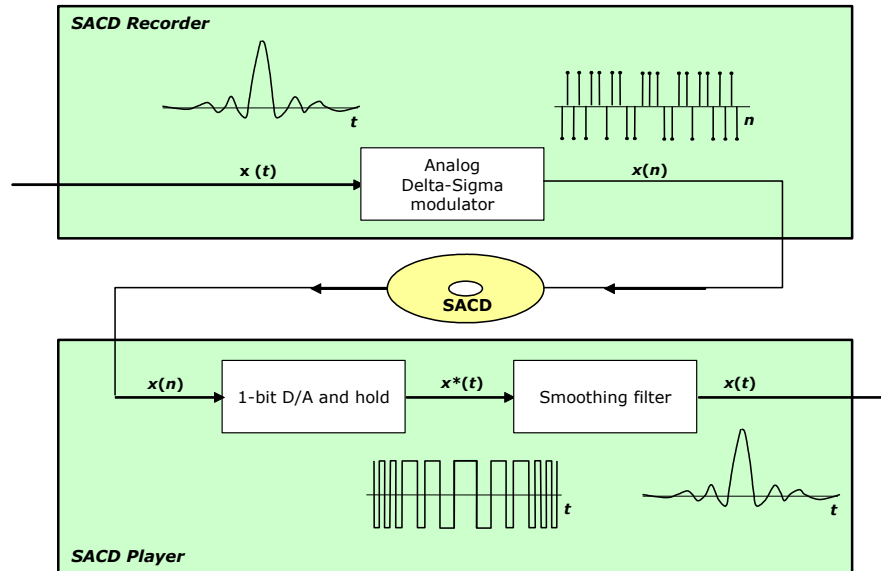 SACD Recorder
t
n
x (t)
Analog
Delta-Sigma
modulator
x(n)
SACD
x(n)
1-bit D/A and hold
x*(t)
Smoothing filter
x(t)
t
t
SACD Player